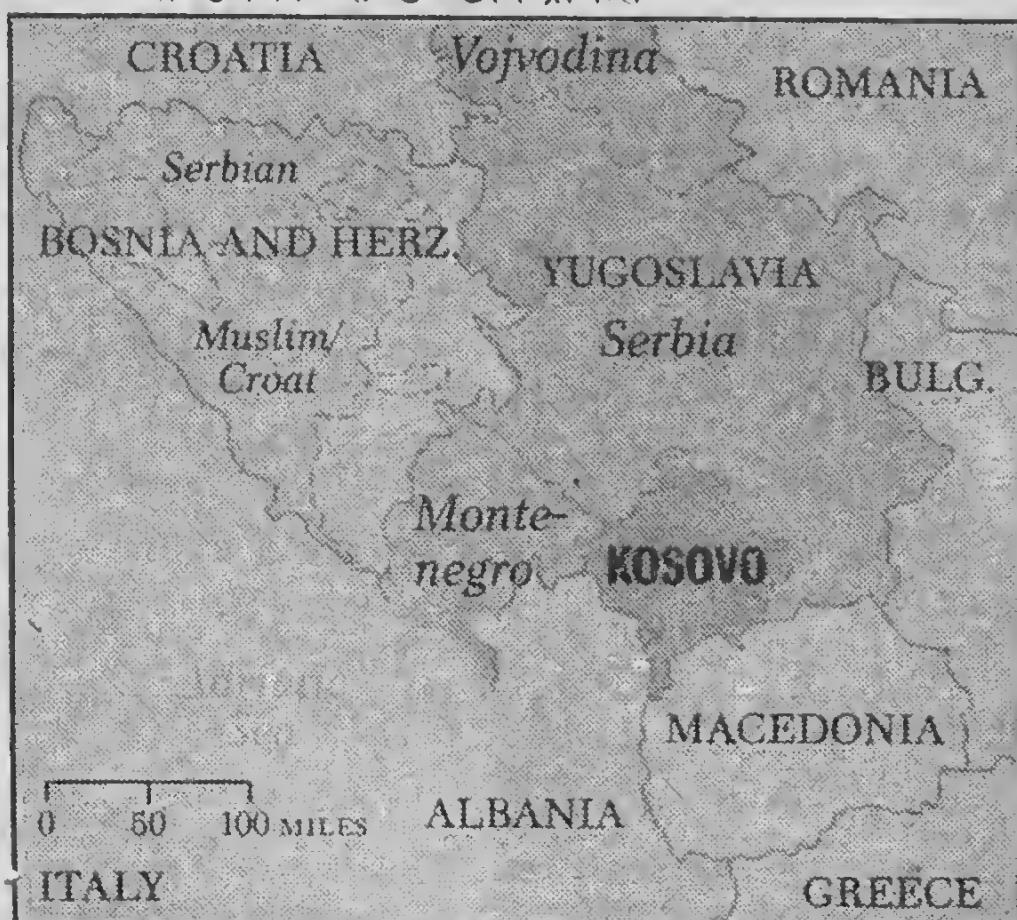 CROATIA
Vojvodina
ROMANIA
Serbian
BOSNIA AND HERZ.
YUGOSLAVIA
Serbia
Muslim/
Croat
BULG.
Monte-
negro
KOSOVO
MACEDONIA
0 50 100 MILES
ALBANIA
ITALY
GREECE